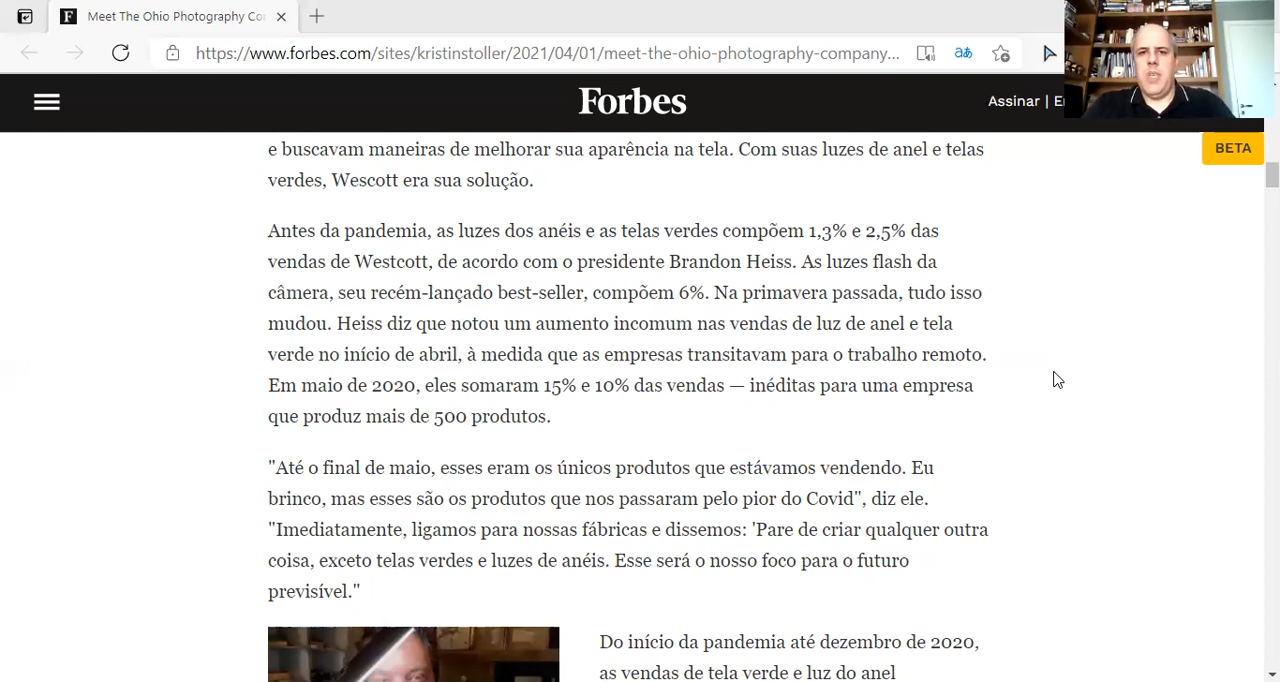 Meet The Ohio Photography Co
https://www.forbes.com/sites/kristinstoller/2021/04/01/meet-the-ohio-photography-company...
Forbes
Assinar | E
BETA
e buscavam maneiras de melhorar sua aparência na tela. Com suas luzes de anel e telas
verdes, Wescott era sua solução.
Antes da pandemia, as luzes dos anéis e as telas verdes compõem 1,3% e 2,5% das
vendas de Westcott, de acordo com o presidente Brandon Heiss. As luzes flash da
câmera, seu recém-lançado best-seller, compõem 6%. Na primavera passada, tudo isso
mudou. Heiss diz que notou um aumento incomum nas vendas de luz de anel e tela
verde no início de abril, à medida que as empresas transitavam para o trabalho remoto.
Em maio de 2020, eles somaram 15% e 10% das vendas — inéditas para uma empresa
que produz mais de 500 produtos.
"Até o final de maio, esses eram os únicos produtos que estávamos vendendo. Eu
brinco, mas esses são os produtos que nos passaram pelo pior do Covid", diz ele.
"Imediatamente, ligamos para nossas fábricas e dissemos: 'Pare de criar qualquer outra
coisa, exceto telas verdes e luzes de anéis. Esse será o nosso foco para o futuro
previsível."
Do início da pandemia até dezembro de 2020,
as vendas de tela verde e luz do anel